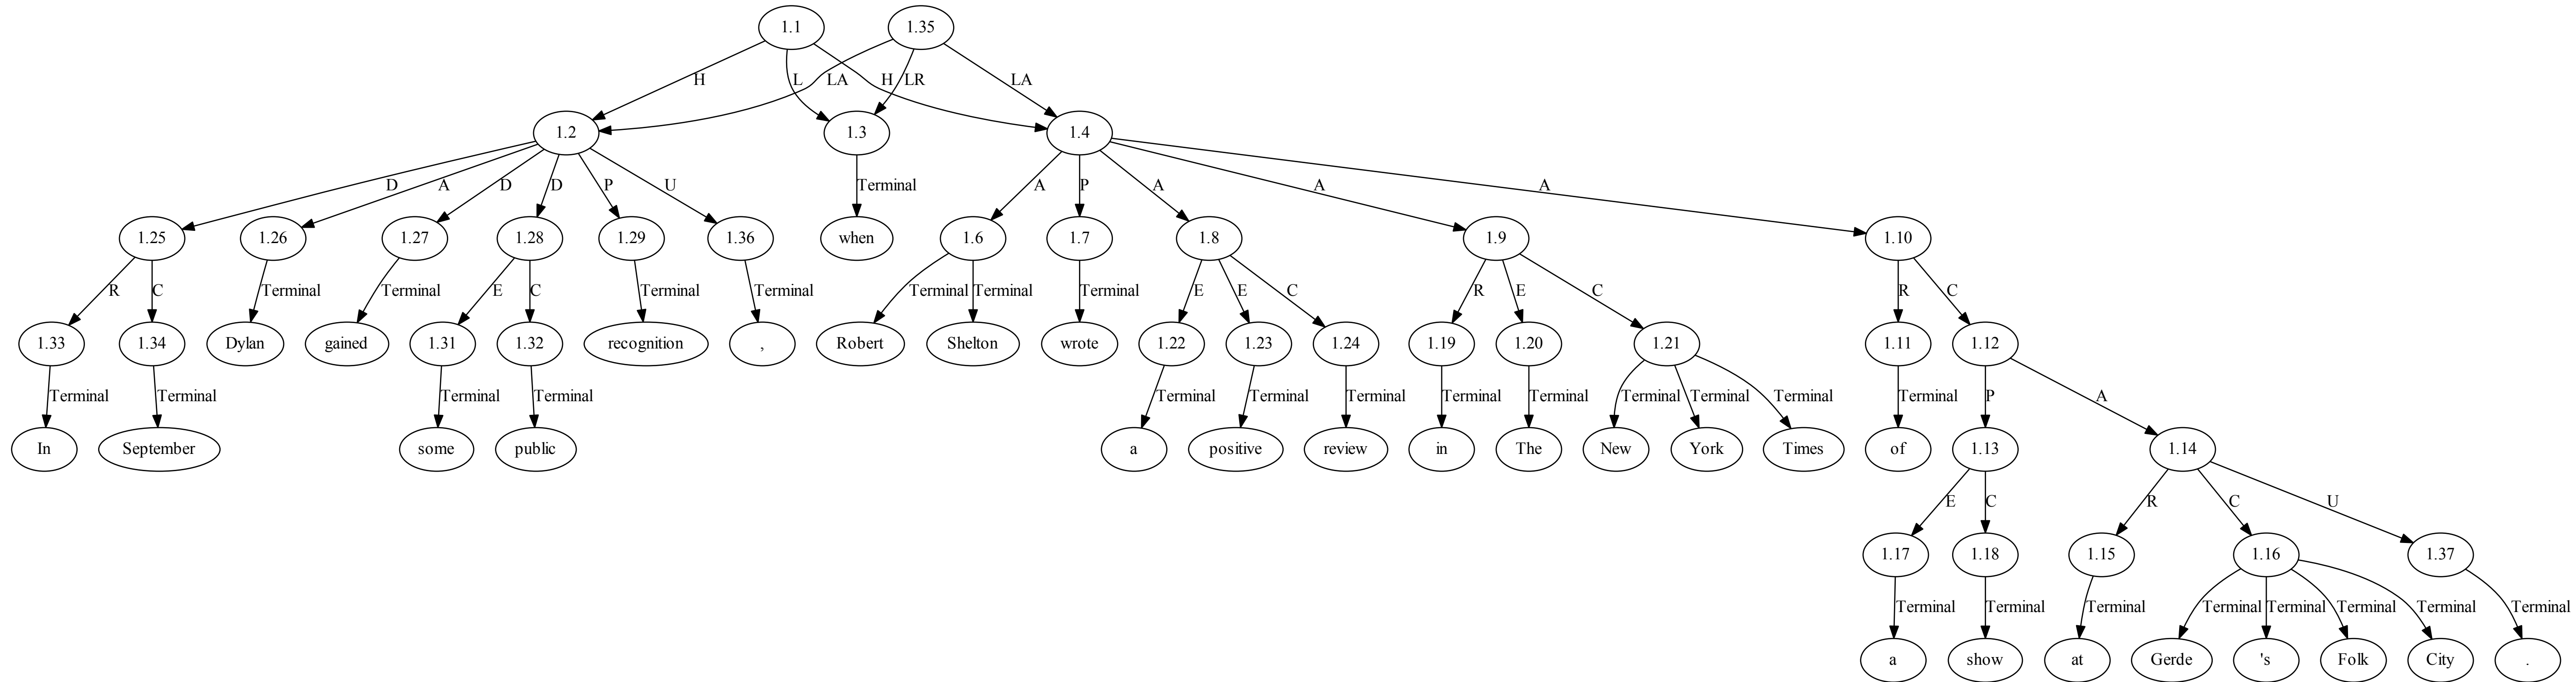 1.1 1.35
H L LA H LR LA
1.2 1.3 1.4
D A D D P U Terminal A P A A A
1.25 1.26 1.27 1.28 1.29 1.36 when 1.6 1.7 1.8 1.9 1.10
R C Terminal Terminal E C Terminal Terminal Terminal Terminal Terminal E E C R E C R C
1.33 1.34 Dylan gained 1.31 1.32 recognition , Robert Shelton wrote 1.22 1.23 1.24 1.19 1.20 1.21 1.11 1.12
Terminal Terminal Terminal Terminal Terminal Terminal Terminal Terminal Terminal Terminal Terminal Terminal Terminal P A
In September some public a positive review in The New York Times of 1.13 1.14
E C R C U
1.17 1.18 1.15 1.16 1.37
Terminal Terminal Terminal Terminal Terminal Terminal Terminal Terminal
a show at Gerde 's Folk City .